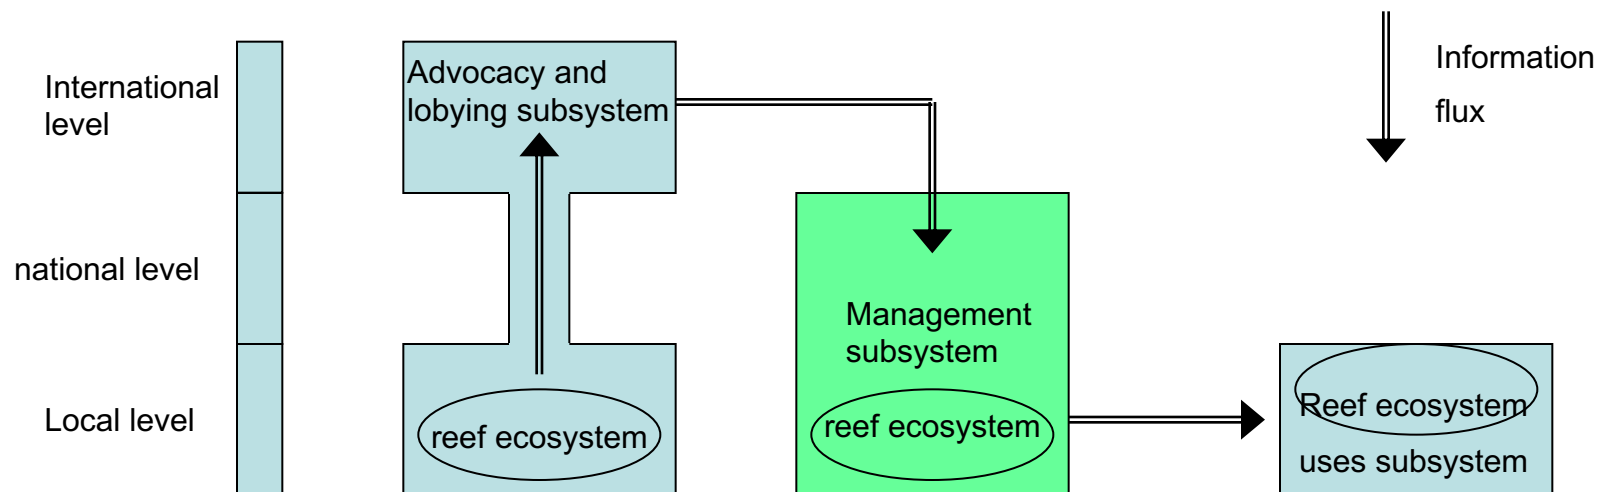 International
level
national level
Local level
Advocacy and
lobying subsystem
reef ecosystem
Management
subsystem
reef ecosystem
Reef ecosystem
uses subsystem
Information
flux